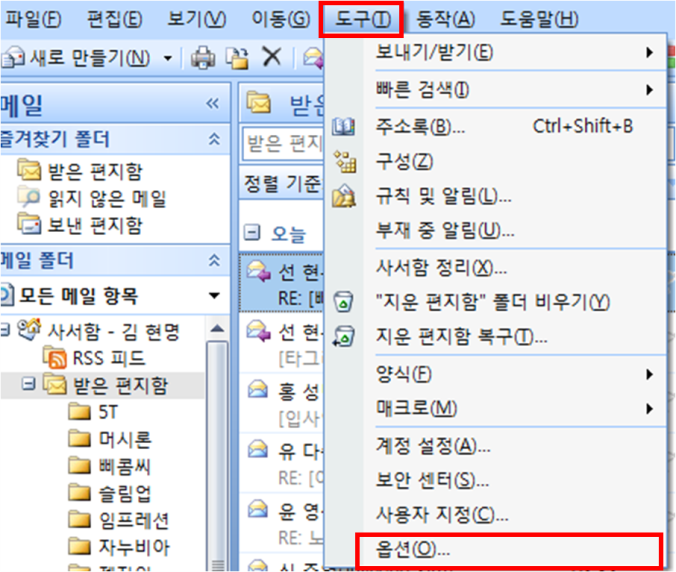 파일(F) 편집(E) 보기(V) 이동(G) 도구(T) 동작(A) 도움말(H)
새로 만들기(N)
메일
즐겨찾기 폴더
받은 편지함
읽지 않은 메일
보낸 편지함
메일 폴더
모든 메일 항목
사서함 - 김 현명
RSS 피드
받은 편지함
5T
머시론
삐콤씨
슬림업
임프레션
자누비아
받은
받은 편지
정렬 기준
오늘
선 현
RE: [
선 현
[타그
홍 성
[입사
유 다
RE: [
윤 영
RE:
보내기/받기(E)
빠른 검색(I)
주소록(B)... Ctrl+Shift+B
구성(Z)
규칙 및 알림(L)...
부재 중 알림(U)...
사서함 정리(X)...
"지운 편지함" 폴더 비우기(Y)
지운 편지함 복구(T)...
양식(F)
매크로(M)
계정 설정(A)...
보안 센터(S)...
사용자 지정(C)...
옵션(O)...